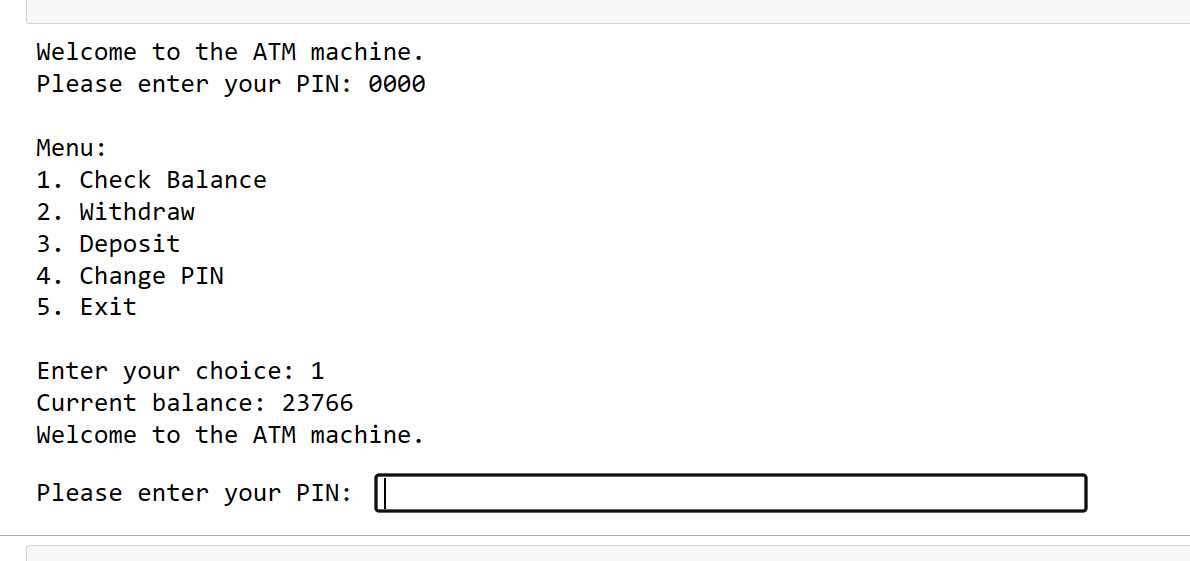 Welcome to the ATM machine.
Please enter your PIN: 0000
Menu:
1. Check Balance
2. Withdraw
3. Deposit
4. Change PIN
5. Exit
Enter your choice: 1
Current balance: 23766
Welcome to the ATM machine.
Please enter your PIN: